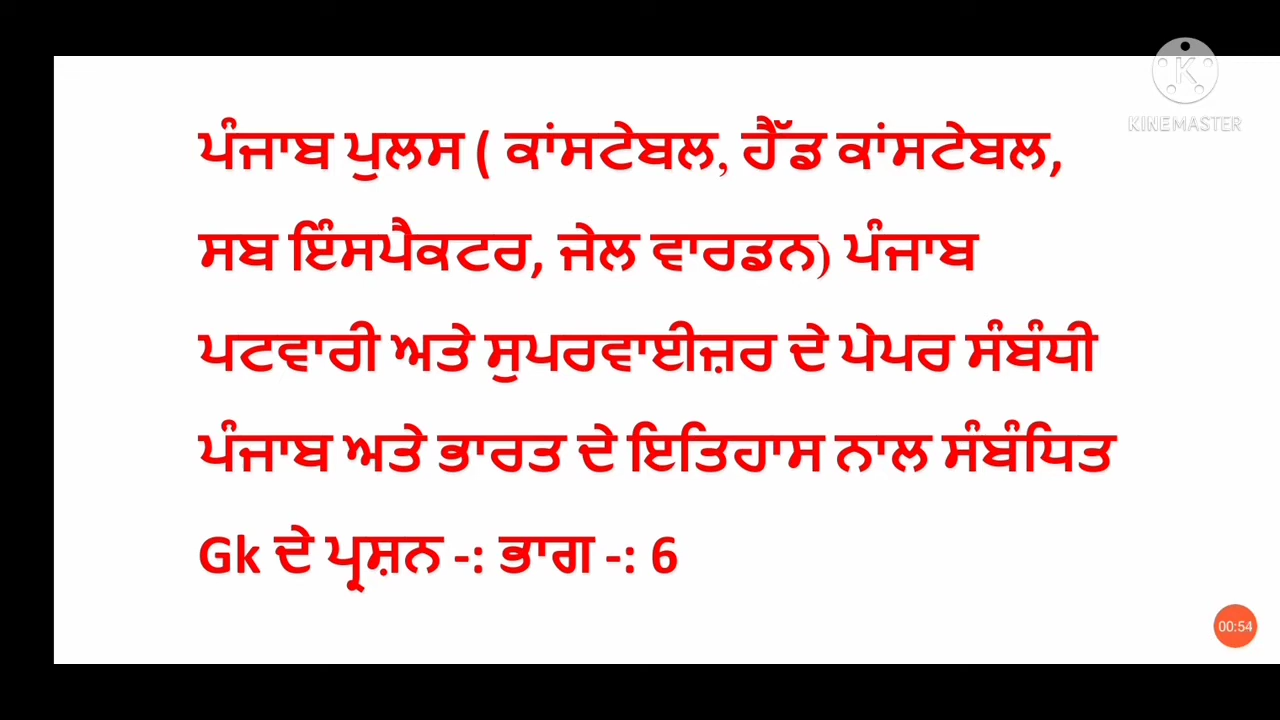 KINEMASTER
ਪੰਜਾਬ ਪੁਲਸ ( ਕਾਂਸਟੇਬਲ, ਹੈੱਡ ਕਾਂਸਟੇਬਲ,
ਸਬ ਇੰਸਪੈਕਟਰ, ਜੇਲ ਵਾਰਡਨ) ਪੰਜਾਬ
ਪਟਵਾਰੀ ਅਤੇ ਸੁਪਰਵਾਈਜ਼ਰ ਦੇ ਪੇਪਰ ਸੰਬੰਧੀ
ਪੰਜਾਬ ਅਤੇ ਭਾਰਤ ਦੇ ਇਤਿਹਾਸ ਨਾਲ ਸੰਬੰਧਿਤ
Gk ਦੇ ਪ੍ਰਸ਼ਨ -: ਭਾਗ -: 6
00:54